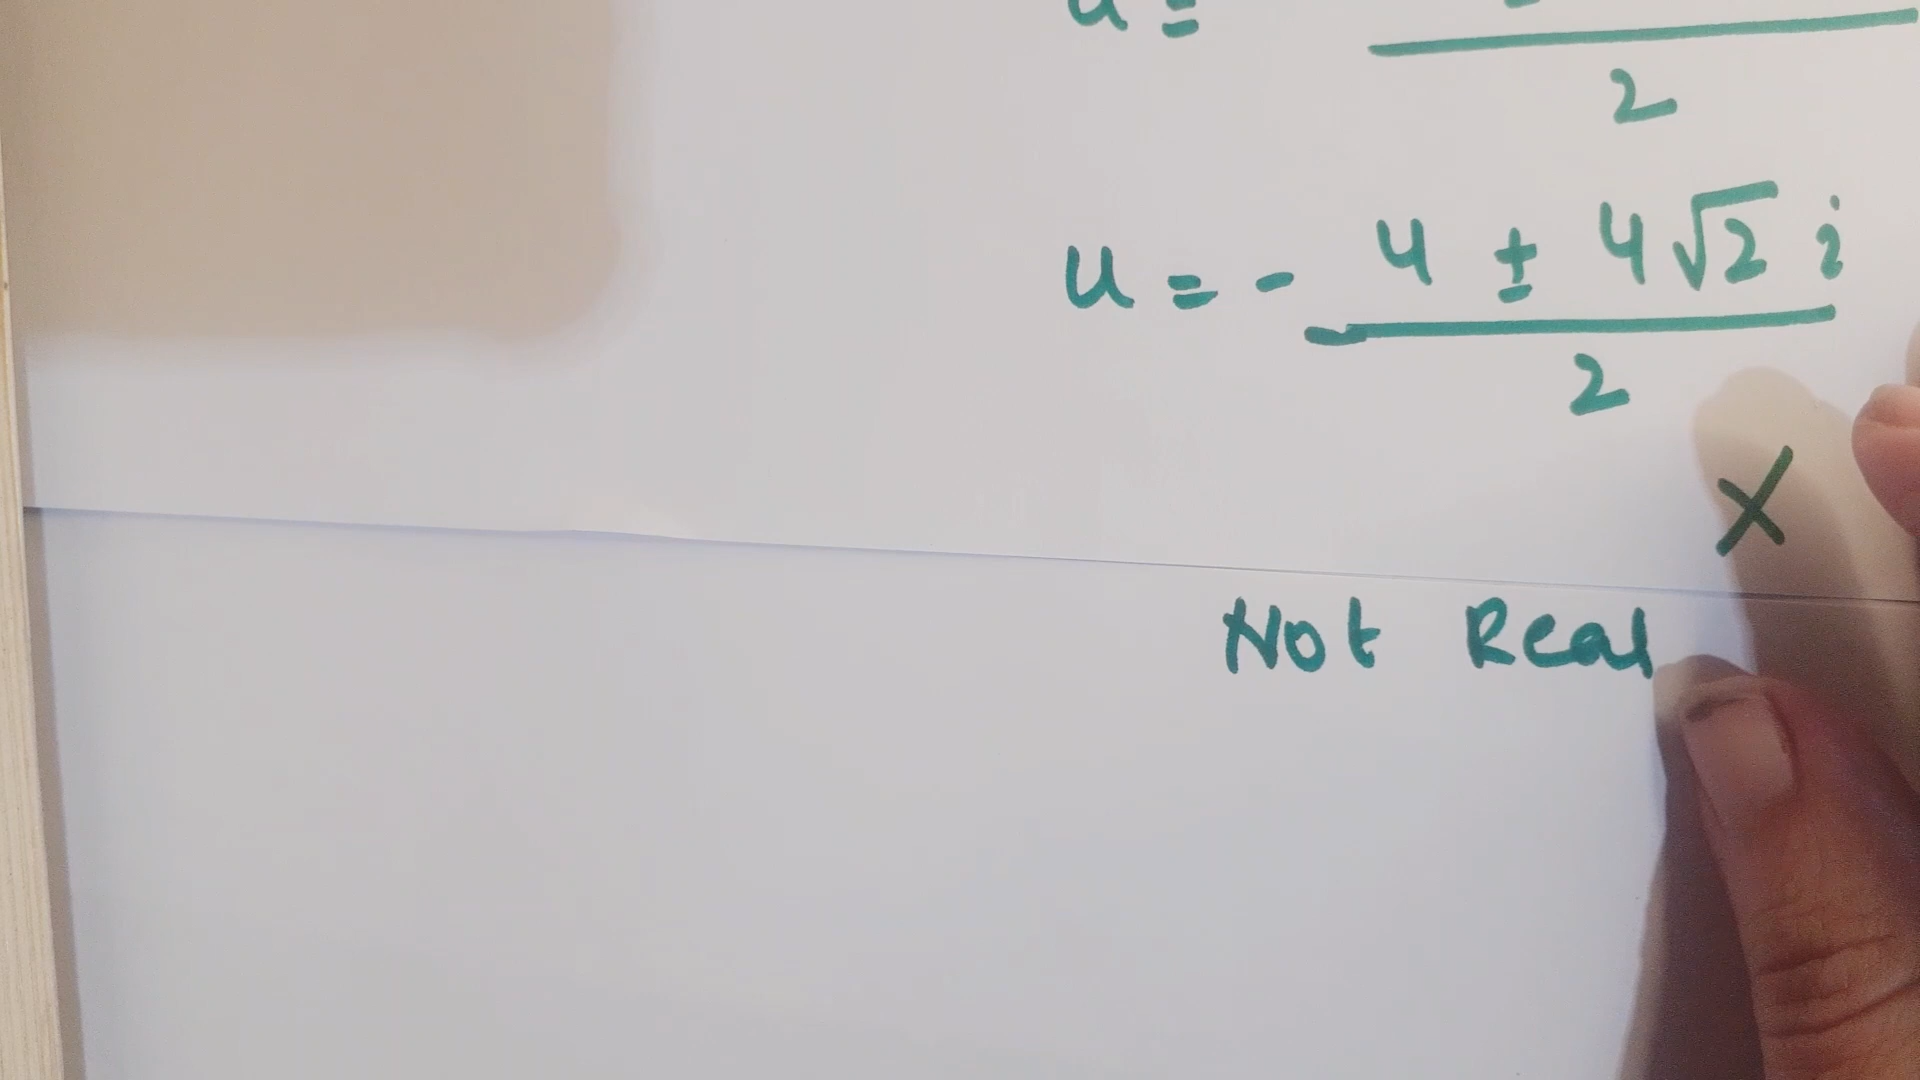 u =
2
u = - 4 ± 4√2 i
2
X
Not Real